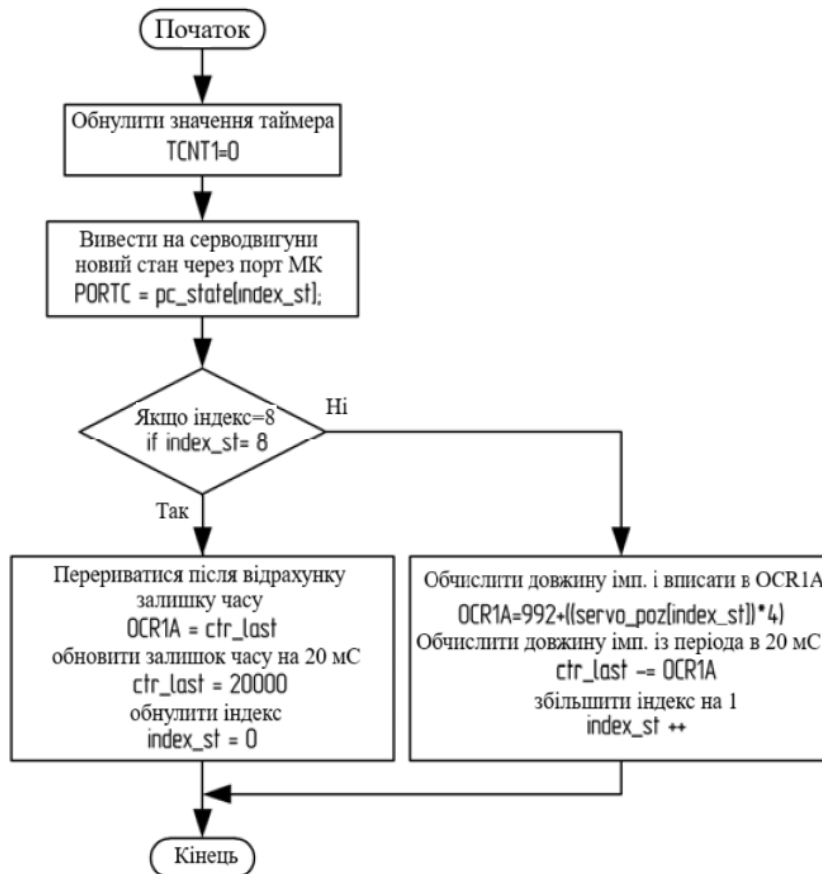 Початок
Обнулити значення таймера
TCNT1=0
Вивести на серводвигуни
новий стан через порт МК
PORTC = pc_state[index_st];
Якщо індекс=8
if index_st= 8
Ні
Так
Перериватися після відрахунку
залишку часу
OCR1A = ctr_last
обновити залишок часу на 20 мС
ctr_last = 20000
обнулити індекс
index_st = 0
Обчислити довжину імп. і вписати в OCR1A
OCR1A=992+((servo_poz[index_st])*4)
Обчислити довжину імп. із періода в 20 мС
ctr_last -= OCR1A
збільшити індекс на 1
index_st ++
Кінець